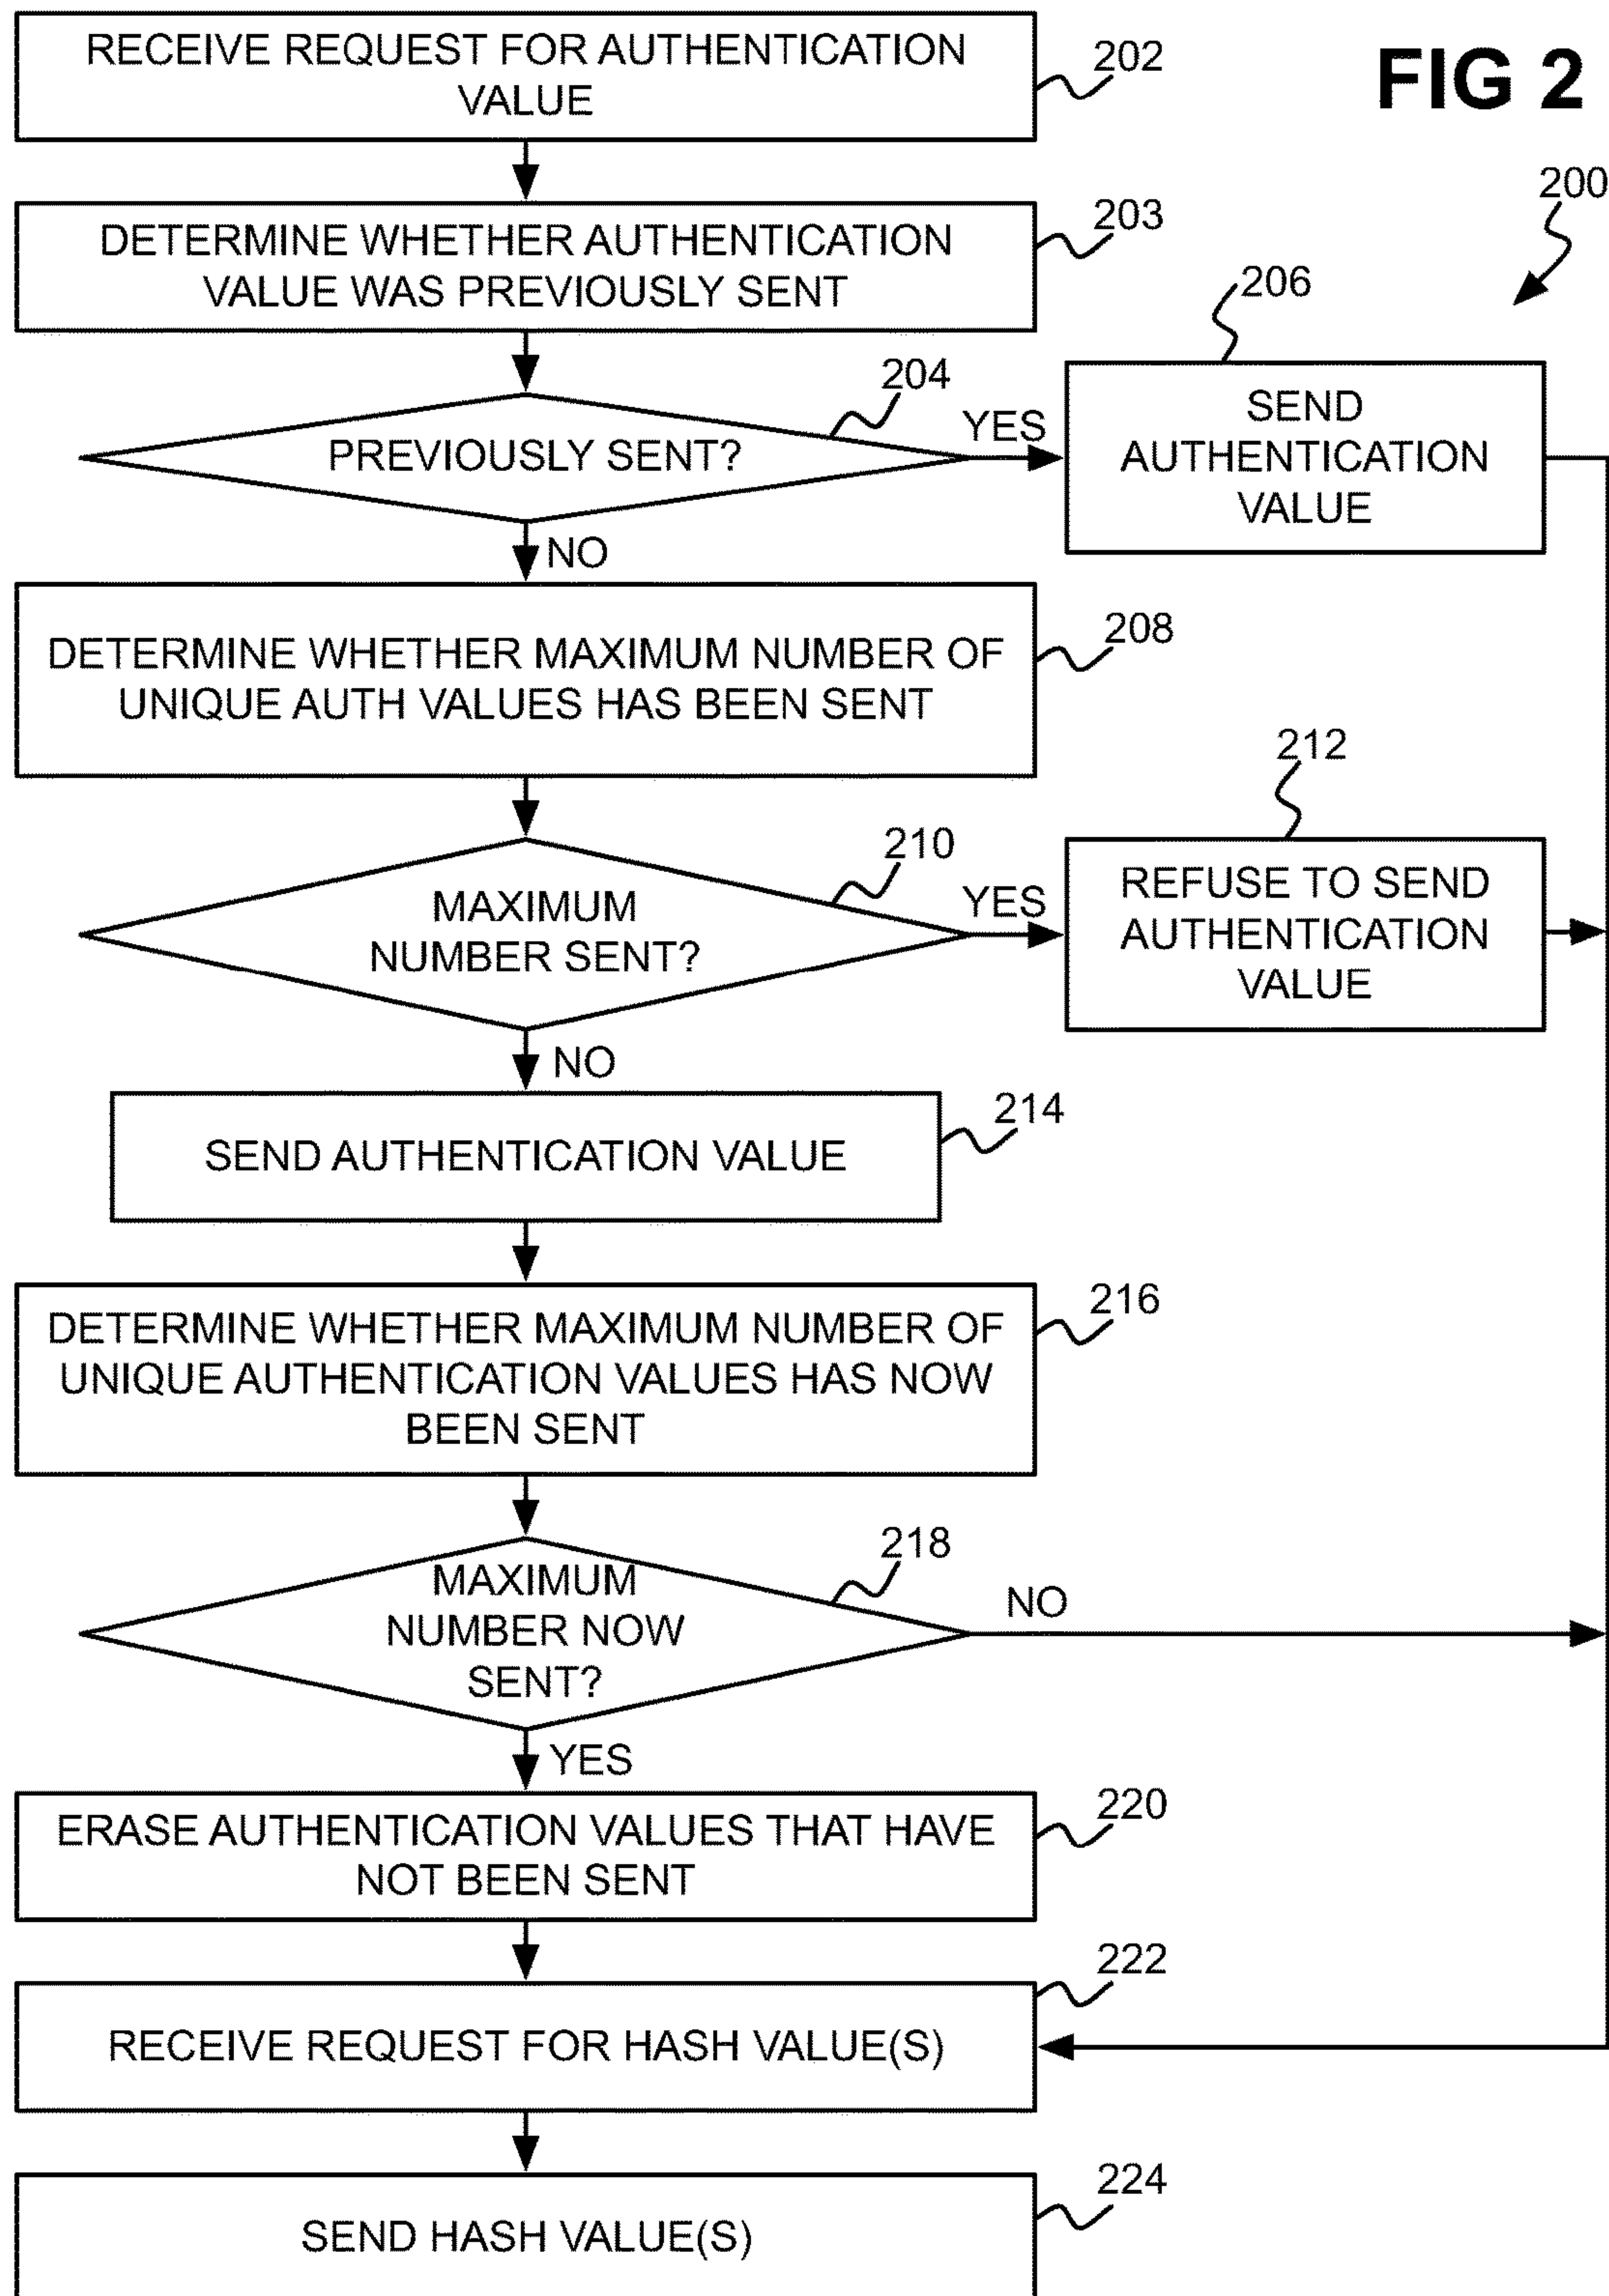 RECEIVE REQUEST FOR AUTHENTICATION
VALUE
202
FIG 2
200
DETERMINE WHETHER AUTHENTICATION
VALUE WAS PREVIOUSLY SENT
203
204
PREVIOUSLY SENT?
YES
206
SEND
AUTHENTICATION
VALUE
NO
DETERMINE WHETHER MAXIMUM NUMBER OF
UNIQUE AUTH VALUES HAS BEEN SENT
208
210
MAXIMUM
NUMBER SENT?
YES
212
REFUSE TO SEND
AUTHENTICATION
VALUE
NO
SEND AUTHENTICATION VALUE
214
DETERMINE WHETHER MAXIMUM NUMBER OF
UNIQUE AUTHENTICATION VALUES HAS NOW
BEEN SENT
216
218
MAXIMUM
NUMBER NOW
SENT?
NO
YES
ERASE AUTHENTICATION VALUES THAT HAVE
NOT BEEN SENT
220
RECEIVE REQUEST FOR HASH VALUE(S)
222
SEND HASH VALUE(S)
224